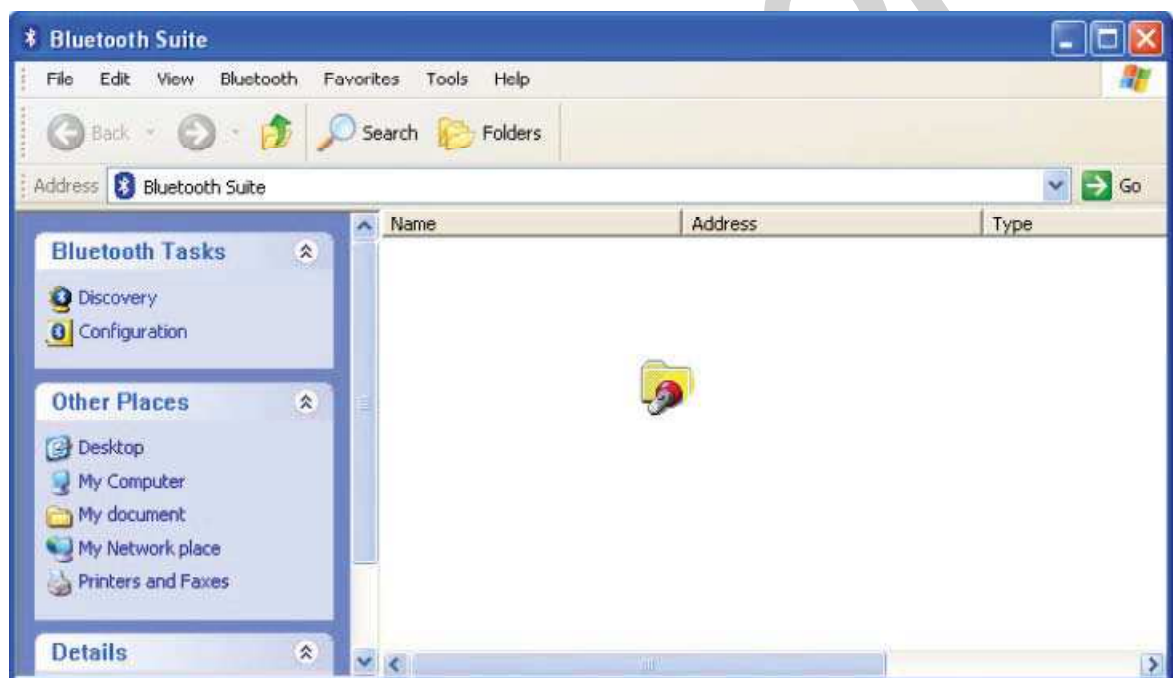 Bluetooth Suite
File Edit View Bluetooth Favorites Tools Help
Back Search Folders
Address Bluetooth Suite Go
Name Address Type
Bluetooth Tasks
Discovery
Configuration
Other Places
Desktop
My Computer
My document
My Network place
Printers and Faxes
Details